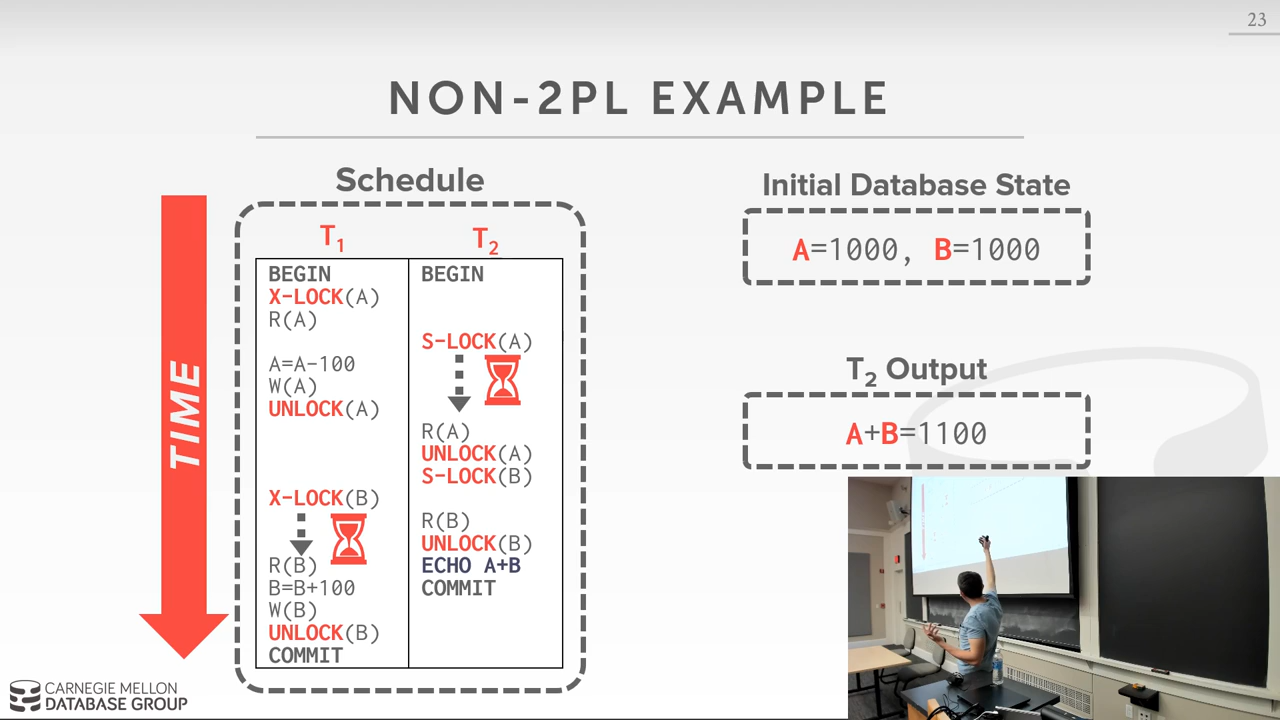 23
NON-2PL EXAMPLE
Schedule
TIME
T1
BEGIN
X-LOCK(A)
R(A)
A=A-100
W(A)
UNLOCK(A)
X-LOCK(B)
R(B)
B=B+100
W(B)
UNLOCK(B)
COMMIT
T2
BEGIN
S-LOCK(A)
R(A)
UNLOCK(A)
S-LOCK(B)
R(B)
UNLOCK(B)
ECHO A+B
COMMIT
Initial Database State
A=1000, B=1000
T2 Output
A+B=1100
CARNEGIE MELLON
DATABASE GROUP